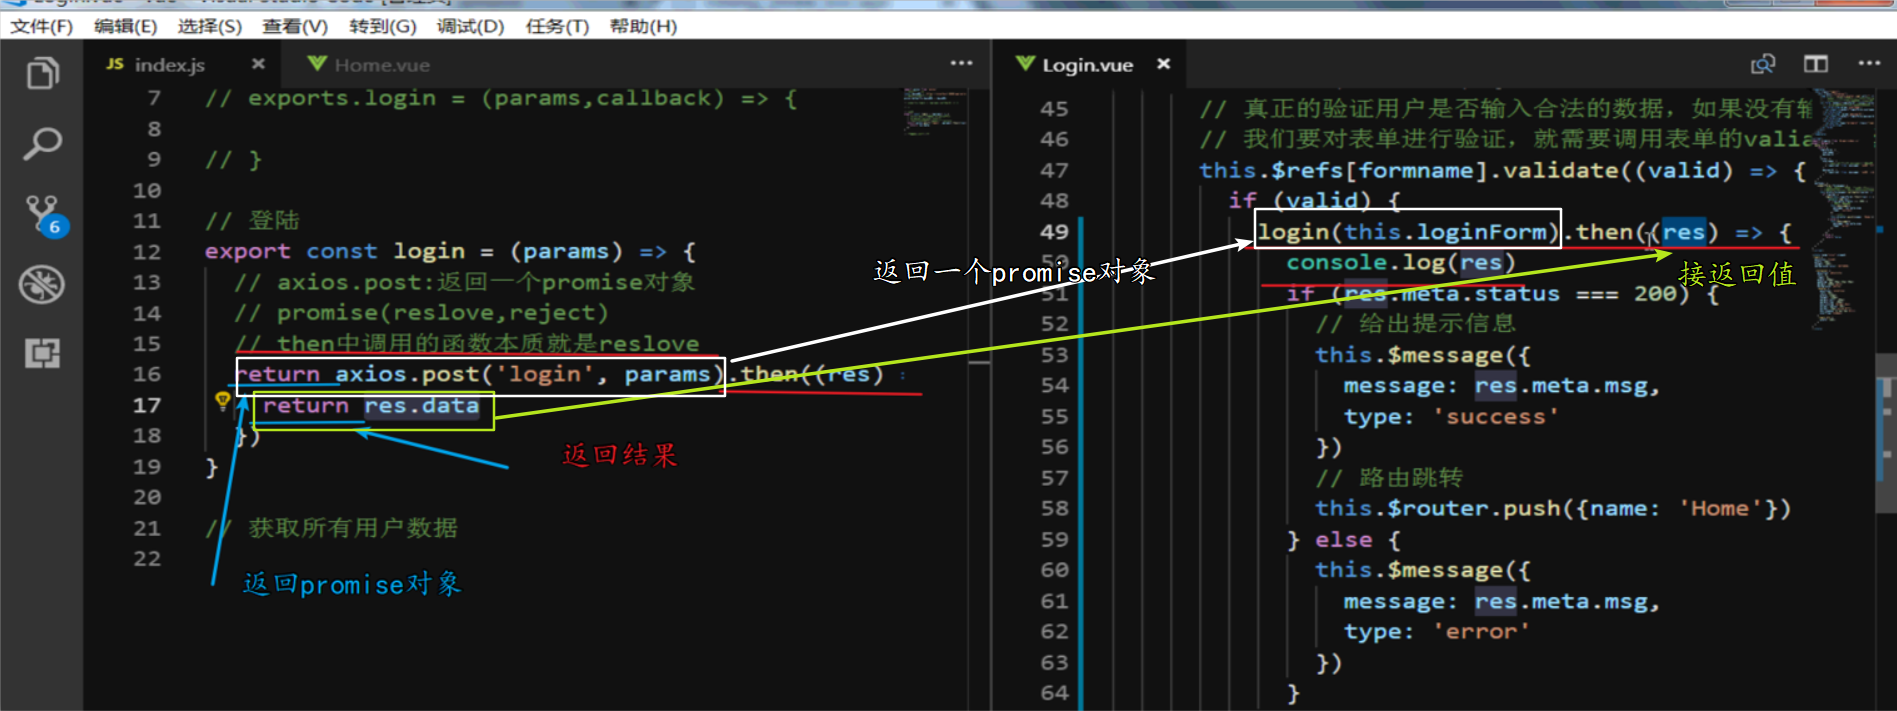 文件(F) 编辑(E) 选择(S) 查看(V) 转到(G) 调试(D) 任务(T) 帮助(H)
JS index.js × Home.vue ...
7 // exports.login = (params,callback) => {
8
9 // }
10
11 // 登陆
12 export const login = (params) => {
13 // axios.post:返回一个promise对象
14 // promise(reslove,reject)
15 // then中调用的函数本质就是reslove
16 return axios.post('login', params).then((res)
17 return res.data
18 })
19 }
20
21 // 获取所有用户数据
22
6
返回结果
返回promise对象
返回一个promise对象
Login.vue × ...
45 // 真正的验证用户是否输入合法的数据，如果没有输
46 // 我们要对表单进行验证，就需要调用表单的valia
47 this.$refs[formname].validate((valid) => {
48 if (valid) {
49 login(this.loginForm).then((res) => {
50 console.log(res)
51 if (res.meta.status === 200) {
52 // 给出提示信息
53 this.$message({
54 message: res.meta.msg,
55 type: 'success'
56 })
57 // 路由跳转
58 this.$router.push({name: 'Home'})
59 } else {
60 this.$message({
61 message: res.meta.msg,
62 type: 'error'
63 })
64 }
接返回值